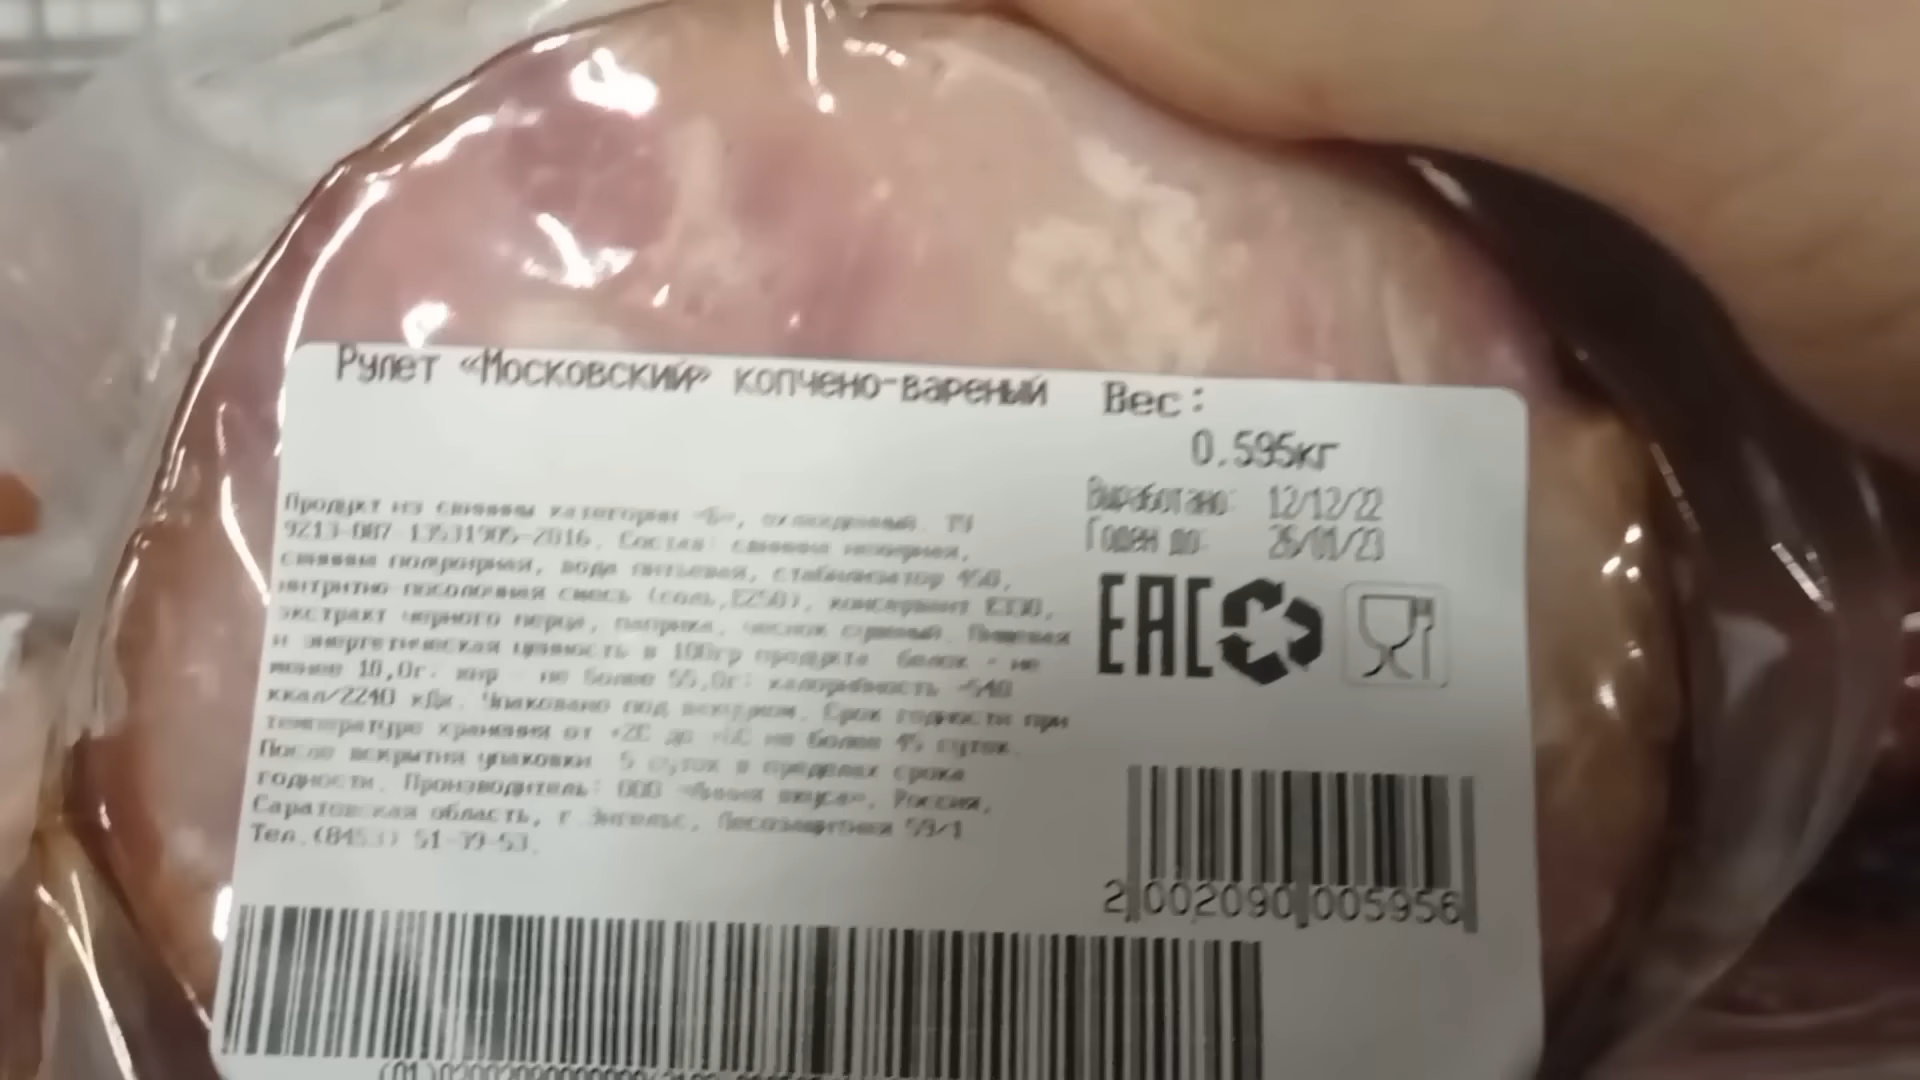 Рулет «Московский» копчено-вареный
Вес:
0.595кг
Выработано: 12/12/22
Годен до: 26/01/23
Продукт из свинины категории «Б», охлажденный. ТУ
9213-087 13531905-2016. Состав: свинина нежирная,
свинина полужирная, вода питьевая, стабилизатор 450,
нитритно посолочная смесь (соль,Е250), консервант
экстракт черного перца, паприка, чеснок сушеный. Пищевая
и энергетическая ценность в 100гр продукта белок - не
менее 10,0г. жир - не более 55,0г: калорийность -540
ккал/2240 кДж. Упаковано под вакуумом. Срок годности при
температуре хранения от +2С до не более 45 суток.
После вскрытия упаковки 5 суток в пределах срока
годности. Производитель: ООО Россия,
Саратовская область, г Энгельс, 59/1
Тел.(8453) 51-39-53.
EAC
2 002090 005956